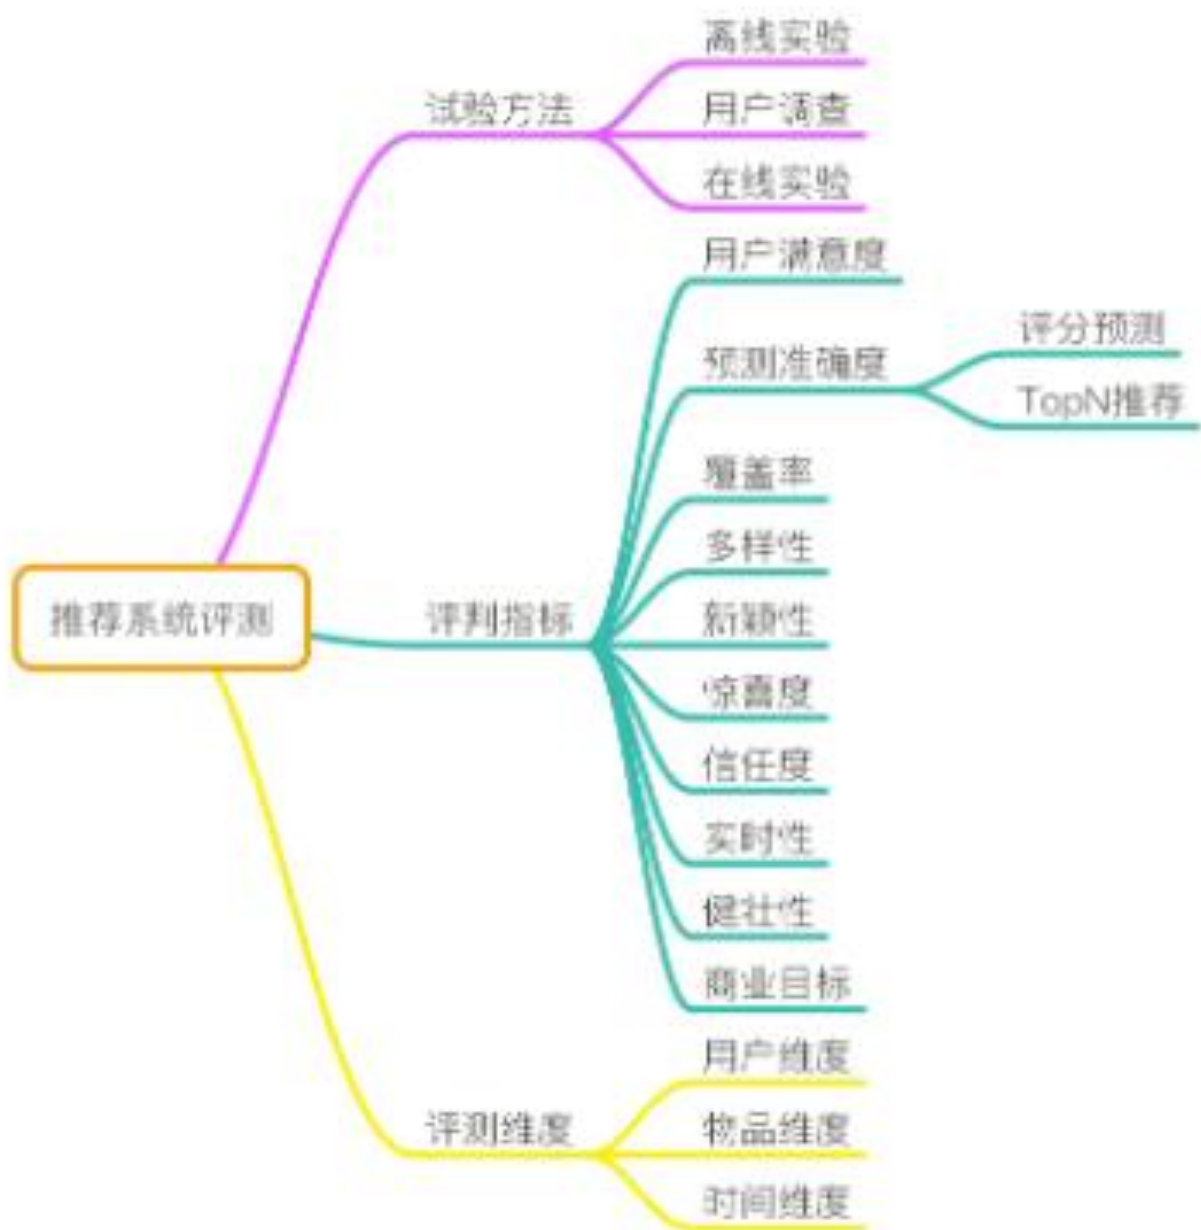 推荐系统评测
试验方法
离线实验
用户调查
在线实验
评判指标
用户满意度
预测准确度
评分预测
TopN推荐
覆盖率
多样性
新颖性
惊喜度
信任度
实时性
健壮性
商业目标
评测维度
用户维度
物品维度
时间维度